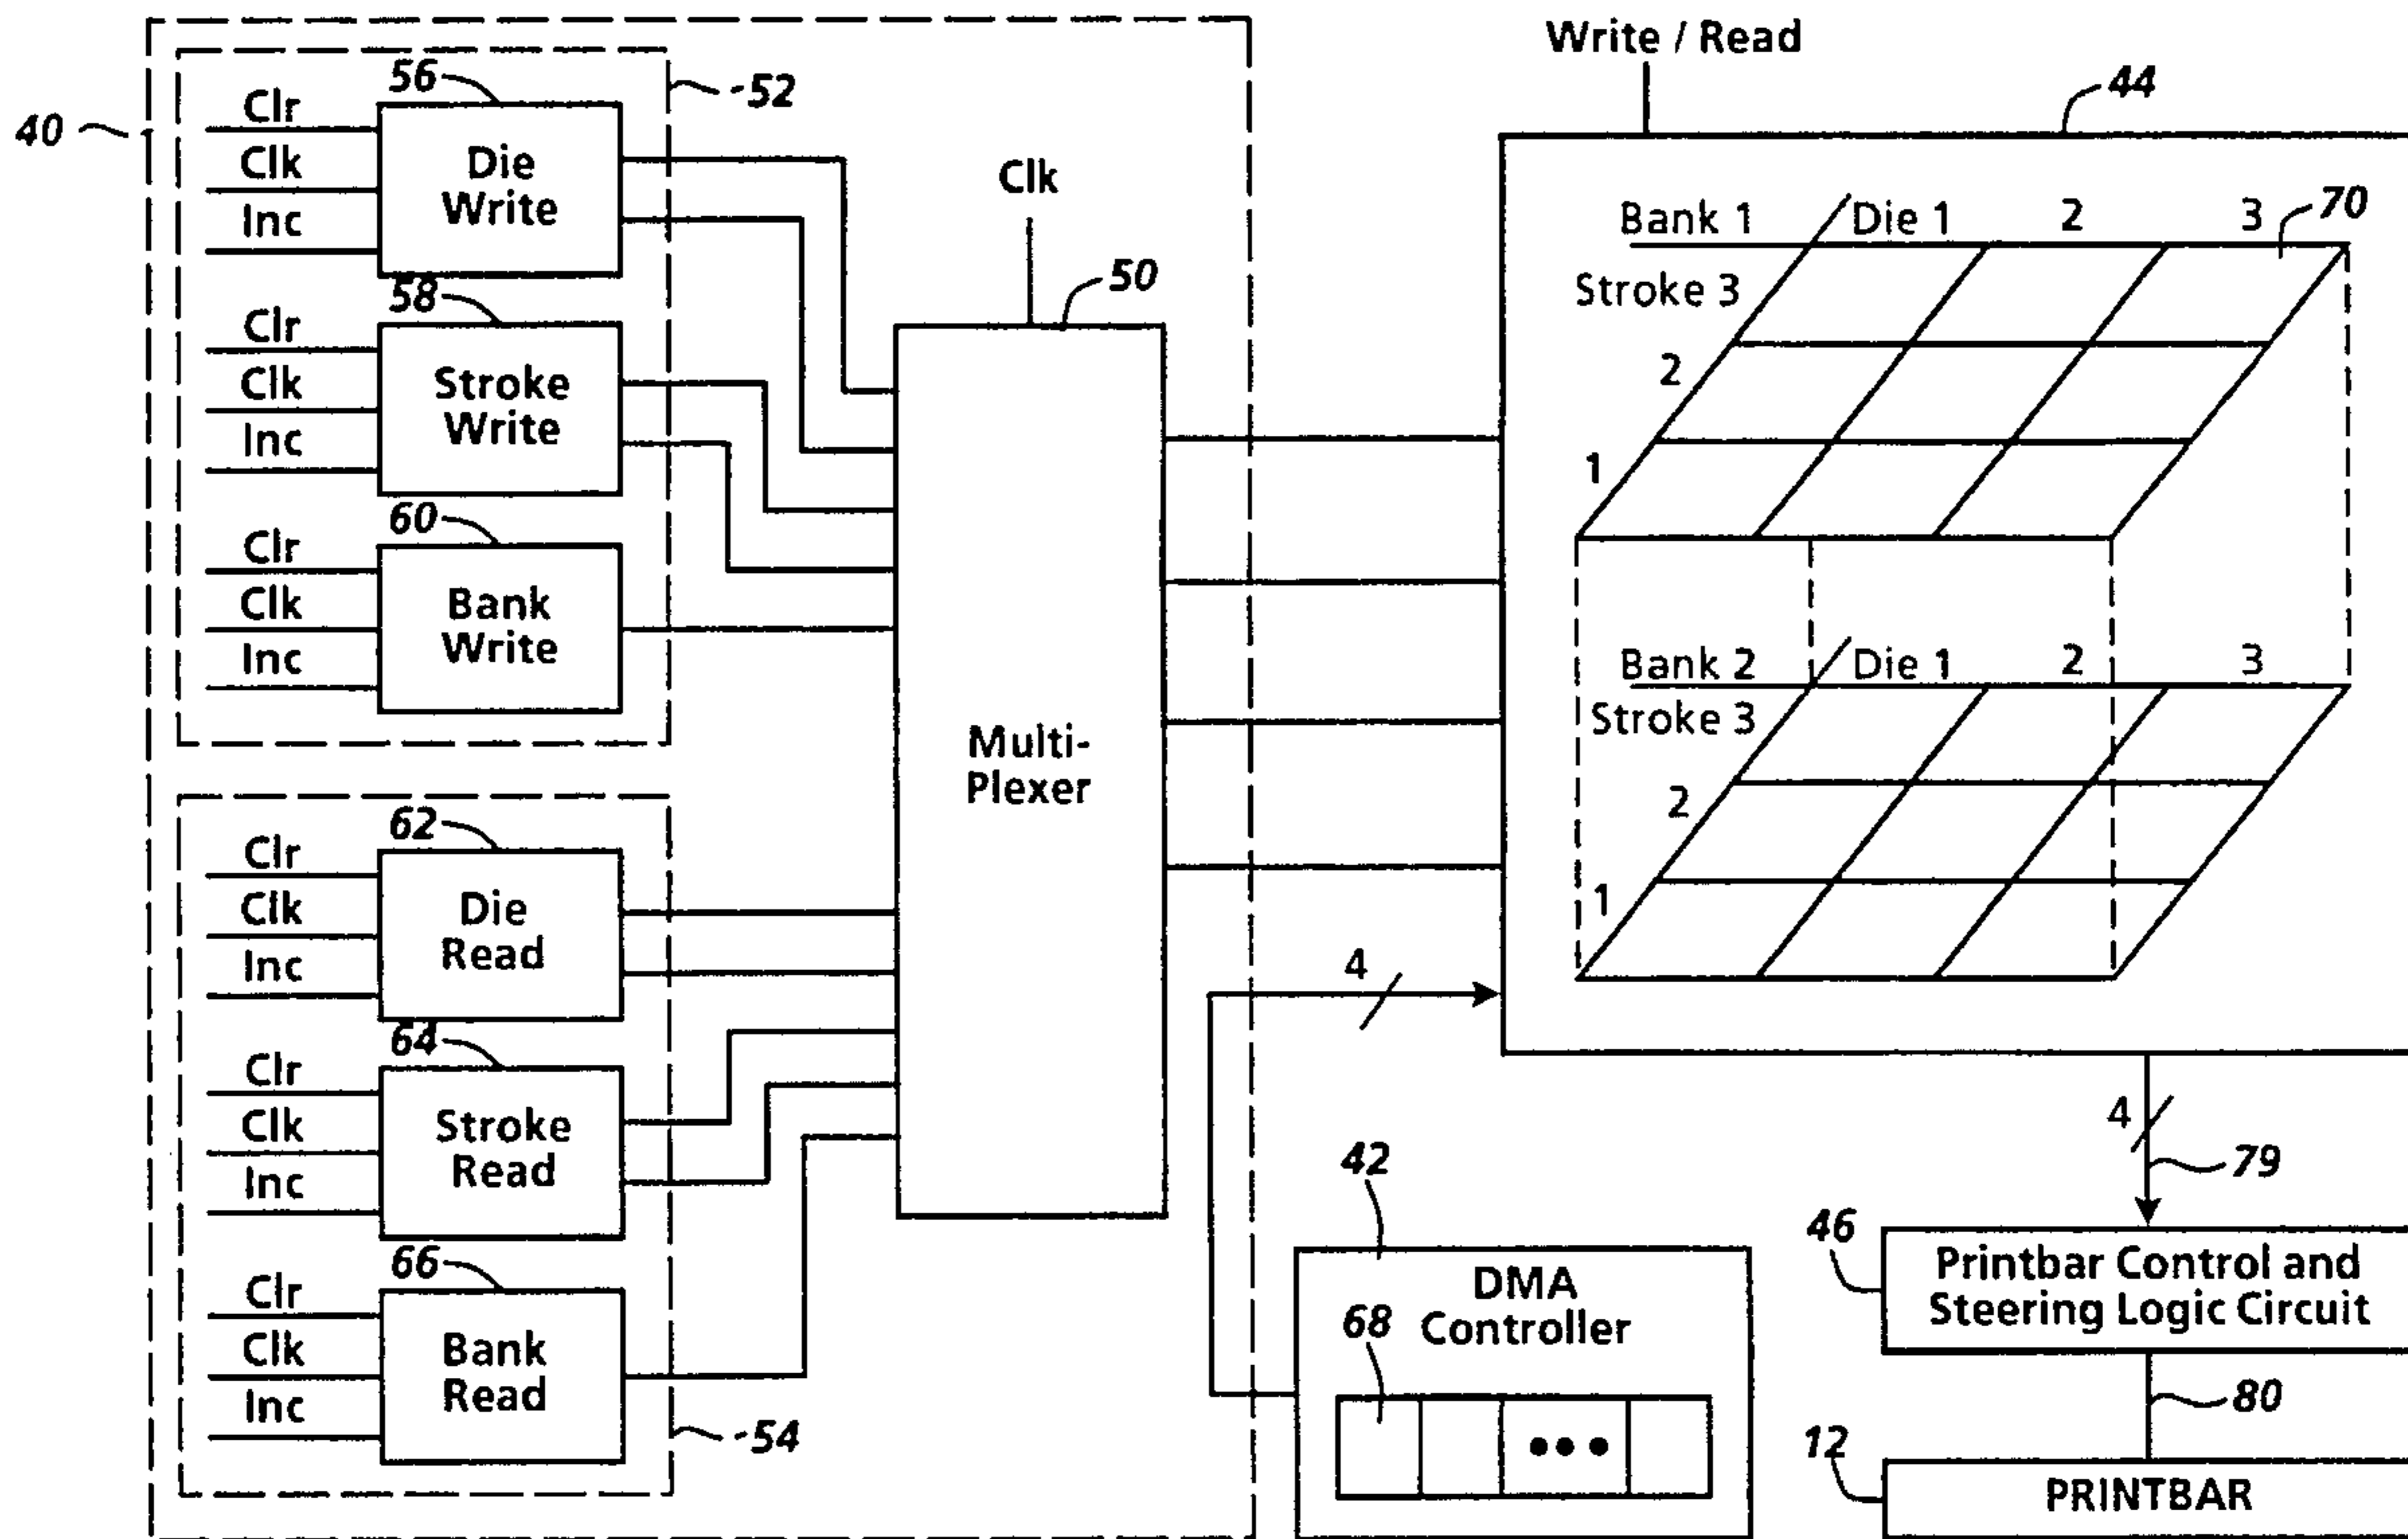 40
52
56
Clr
Clk
Inc
Die
Write
58
Clr
Clk
Inc
Stroke
Write
60
Clr
Clk
Inc
Bank
Write
62
Clr
Clk
Inc
Die
Read
64
Clr
Clk
Inc
Stroke
Read
66
Clr
Clk
Inc
Bank
Read
54
Clk
50
Multi-
Plexer
Write / Read
44
Bank 1 Die 1 2 3 70
Stroke 3
2
1
Bank 2 Die 1 2 3
Stroke 3
2
1
4
4
79
42
DMA
Controller
68
46
Printbar Control and
Steering Logic Circuit
80
12
PRINTBAR